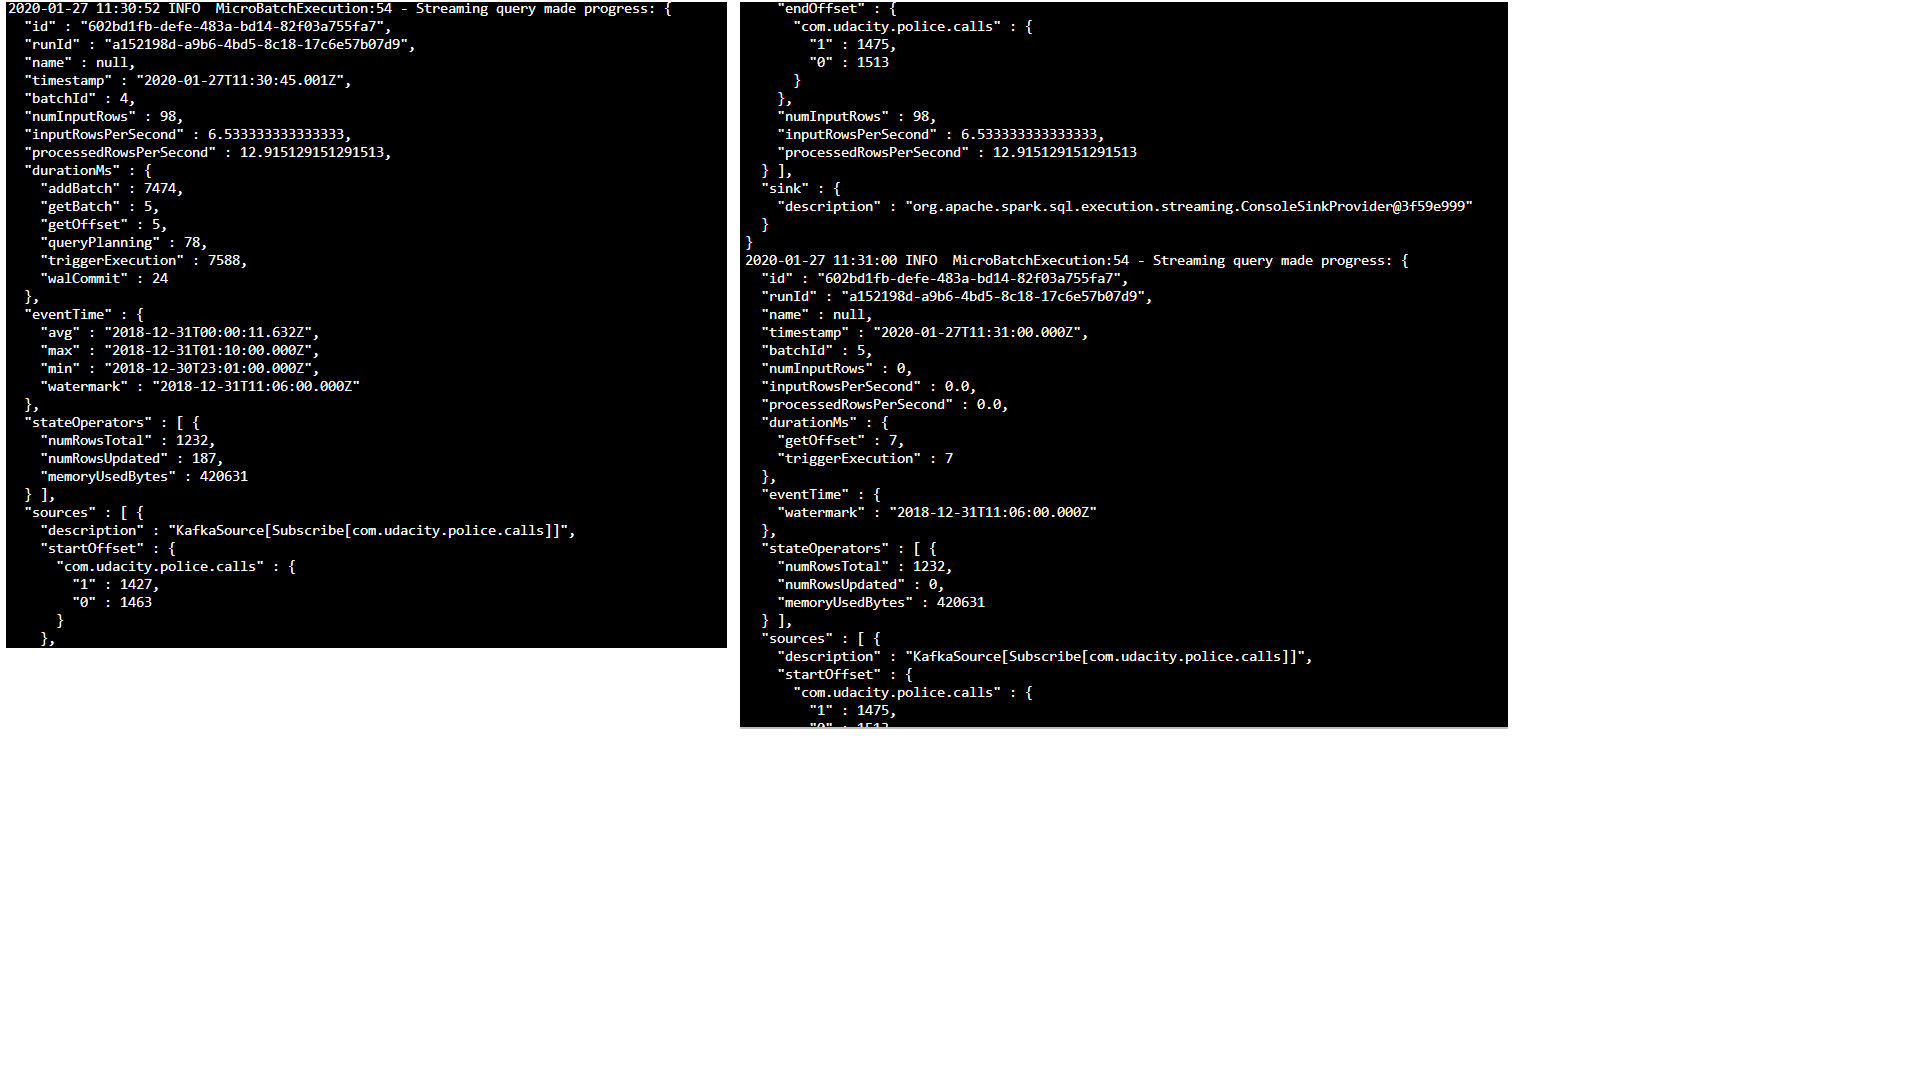 2020-01-27 11:30:52 INFO  MicroBatchExecution:54 - Streaming query made progress: {
  "id" : "602bd1fb-defe-483a-bd14-82f03a755fa7",
  "runId" : "a152198d-a9b6-4bd5-8c18-17c6e57b07d9",
  "name" : null,
  "timestamp" : "2020-01-27T11:30:45.001Z",
  "batchId" : 4,
  "numInputRows" : 98,
  "inputRowsPerSecond" : 6.533333333333333,
  "processedRowsPerSecond" : 12.915129151291513,
  "durationMs" : {
    "addBatch" : 7474,
    "getBatch" : 5,
    "getOffset" : 5,
    "queryPlanning" : 78,
    "triggerExecution" : 7588,
    "walCommit" : 24
  },
  "eventTime" : {
    "avg" : "2018-12-31T00:00:11.632Z",
    "max" : "2018-12-31T01:10:00.000Z",
    "min" : "2018-12-30T23:01:00.000Z",
    "watermark" : "2018-12-31T11:06:00.000Z"
  },
  "stateOperators" : [ {
    "numRowsTotal" : 1232,
    "numRowsUpdated" : 187,
    "memoryUsedBytes" : 420631
  } ],
  "sources" : [ {
    "description" : "KafkaSource[Subscribe[com.udacity.police.calls]]",
    "startOffset" : {
      "com.udacity.police.calls" : {
        "1" : 1427,
        "0" : 1463
      }
    },
    "endOffset" : {
      "com.udacity.police.calls" : {
        "1" : 1475,
        "0" : 1513
      }
    },
    "numInputRows" : 98,
    "inputRowsPerSecond" : 6.533333333333333,
    "processedRowsPerSecond" : 12.915129151291513
  } ],
  "sink" : {
    "description" : "org.apache.spark.sql.execution.streaming.ConsoleSinkProvider@3f59e999"
  }
}
2020-01-27 11:31:00 INFO  MicroBatchExecution:54 - Streaming query made progress: {
  "id" : "602bd1fb-defe-483a-bd14-82f03a755fa7",
  "runId" : "a152198d-a9b6-4bd5-8c18-17c6e57b07d9",
  "name" : null,
  "timestamp" : "2020-01-27T11:31:00.000Z",
  "batchId" : 5,
  "numInputRows" : 0,
  "inputRowsPerSecond" : 0.0,
  "processedRowsPerSecond" : 0.0,
  "durationMs" : {
    "getOffset" : 7,
    "triggerExecution" : 7
  },
  "eventTime" : {
    "watermark" : "2018-12-31T11:06:00.000Z"
  },
  "stateOperators" : [ {
    "numRowsTotal" : 1232,
    "numRowsUpdated" : 0,
    "memoryUsedBytes" : 420631
  } ],
  "sources" : [ {
    "description" : "KafkaSource[Subscribe[com.udacity.police.calls]]",
    "startOffset" : {
      "com.udacity.police.calls" : {
        "1" : 1475,
        "0" : 1513